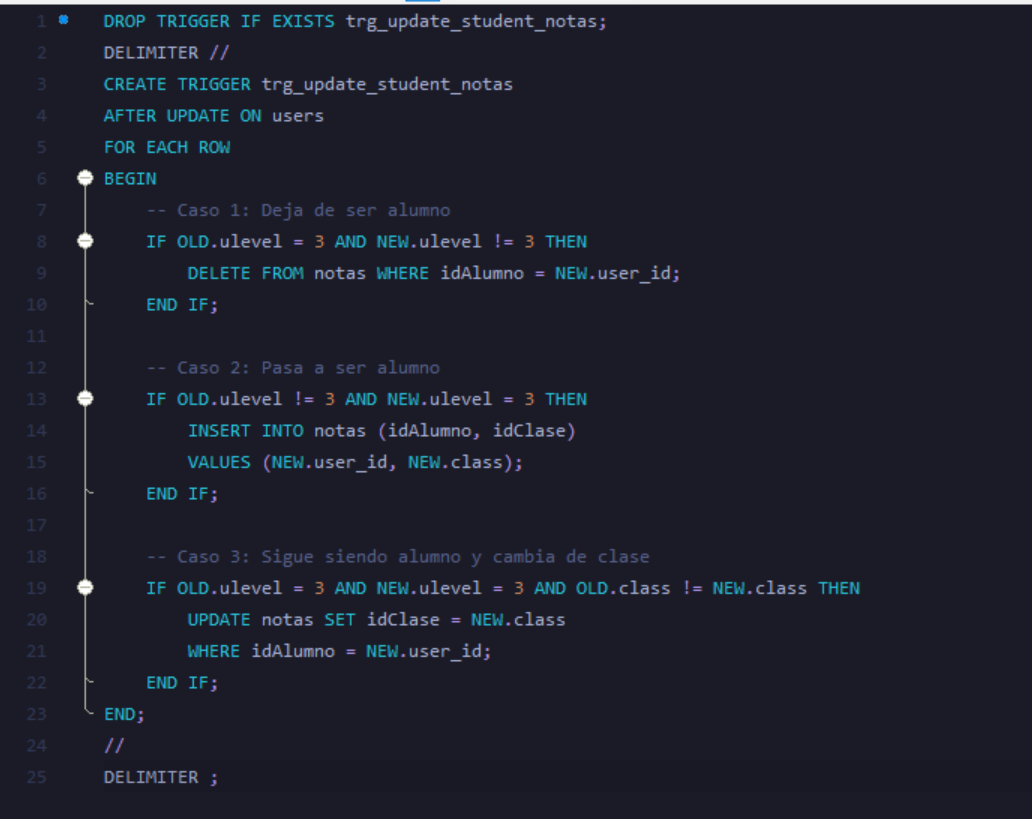 1 DROP TRIGGER IF EXISTS trg_update_student_notas;
2 DELIMITER //
3 CREATE TRIGGER trg_update_student_notas
4 AFTER UPDATE ON users
5 FOR EACH ROW
6 BEGIN
7 -- Caso 1: Deja de ser alumno
8 IF OLD.ulevel = 3 AND NEW.ulevel != 3 THEN
9 DELETE FROM notas WHERE idAlumno = NEW.user_id;
10 END IF;
11
12 -- Caso 2: Pasa a ser alumno
13 IF OLD.ulevel != 3 AND NEW.ulevel = 3 THEN
14 INSERT INTO notas (idAlumno, idClase)
15 VALUES (NEW.user_id, NEW.class);
16 END IF;
17
18 -- Caso 3: Sigue siendo alumno y cambia de clase
19 IF OLD.ulevel = 3 AND NEW.ulevel = 3 AND OLD.class != NEW.class THEN
20 UPDATE notas SET idClase = NEW.class
21 WHERE idAlumno = NEW.user_id;
22 END IF;
23 END;
24 //
25 DELIMITER ;